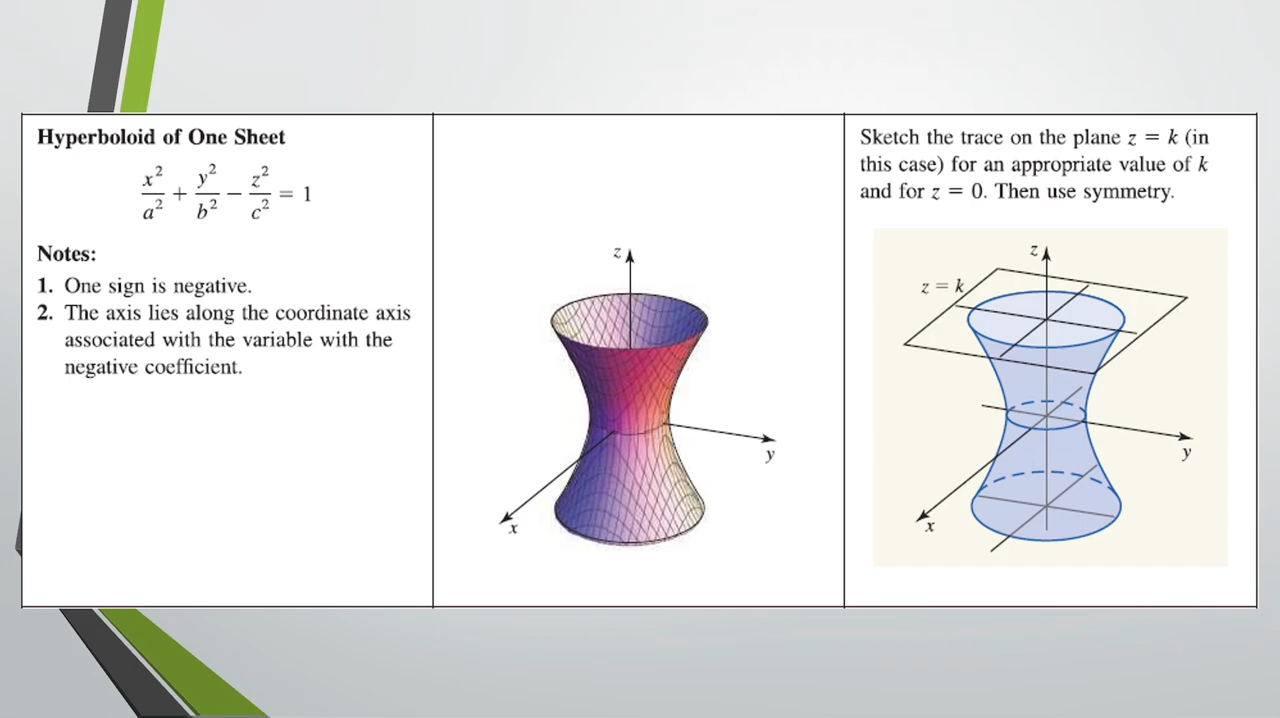 Hyperboloid of One Sheet
x²/a² + y²/b² − z²/c² = 1
Notes:
1. One sign is negative.
2. The axis lies along the coordinate axis
associated with the variable with the
negative coefficient.
z
y
x
Sketch the trace on the plane z = k (in
this case) for an appropriate value of k
and for z = 0. Then use symmetry.
z
z = k
y
x